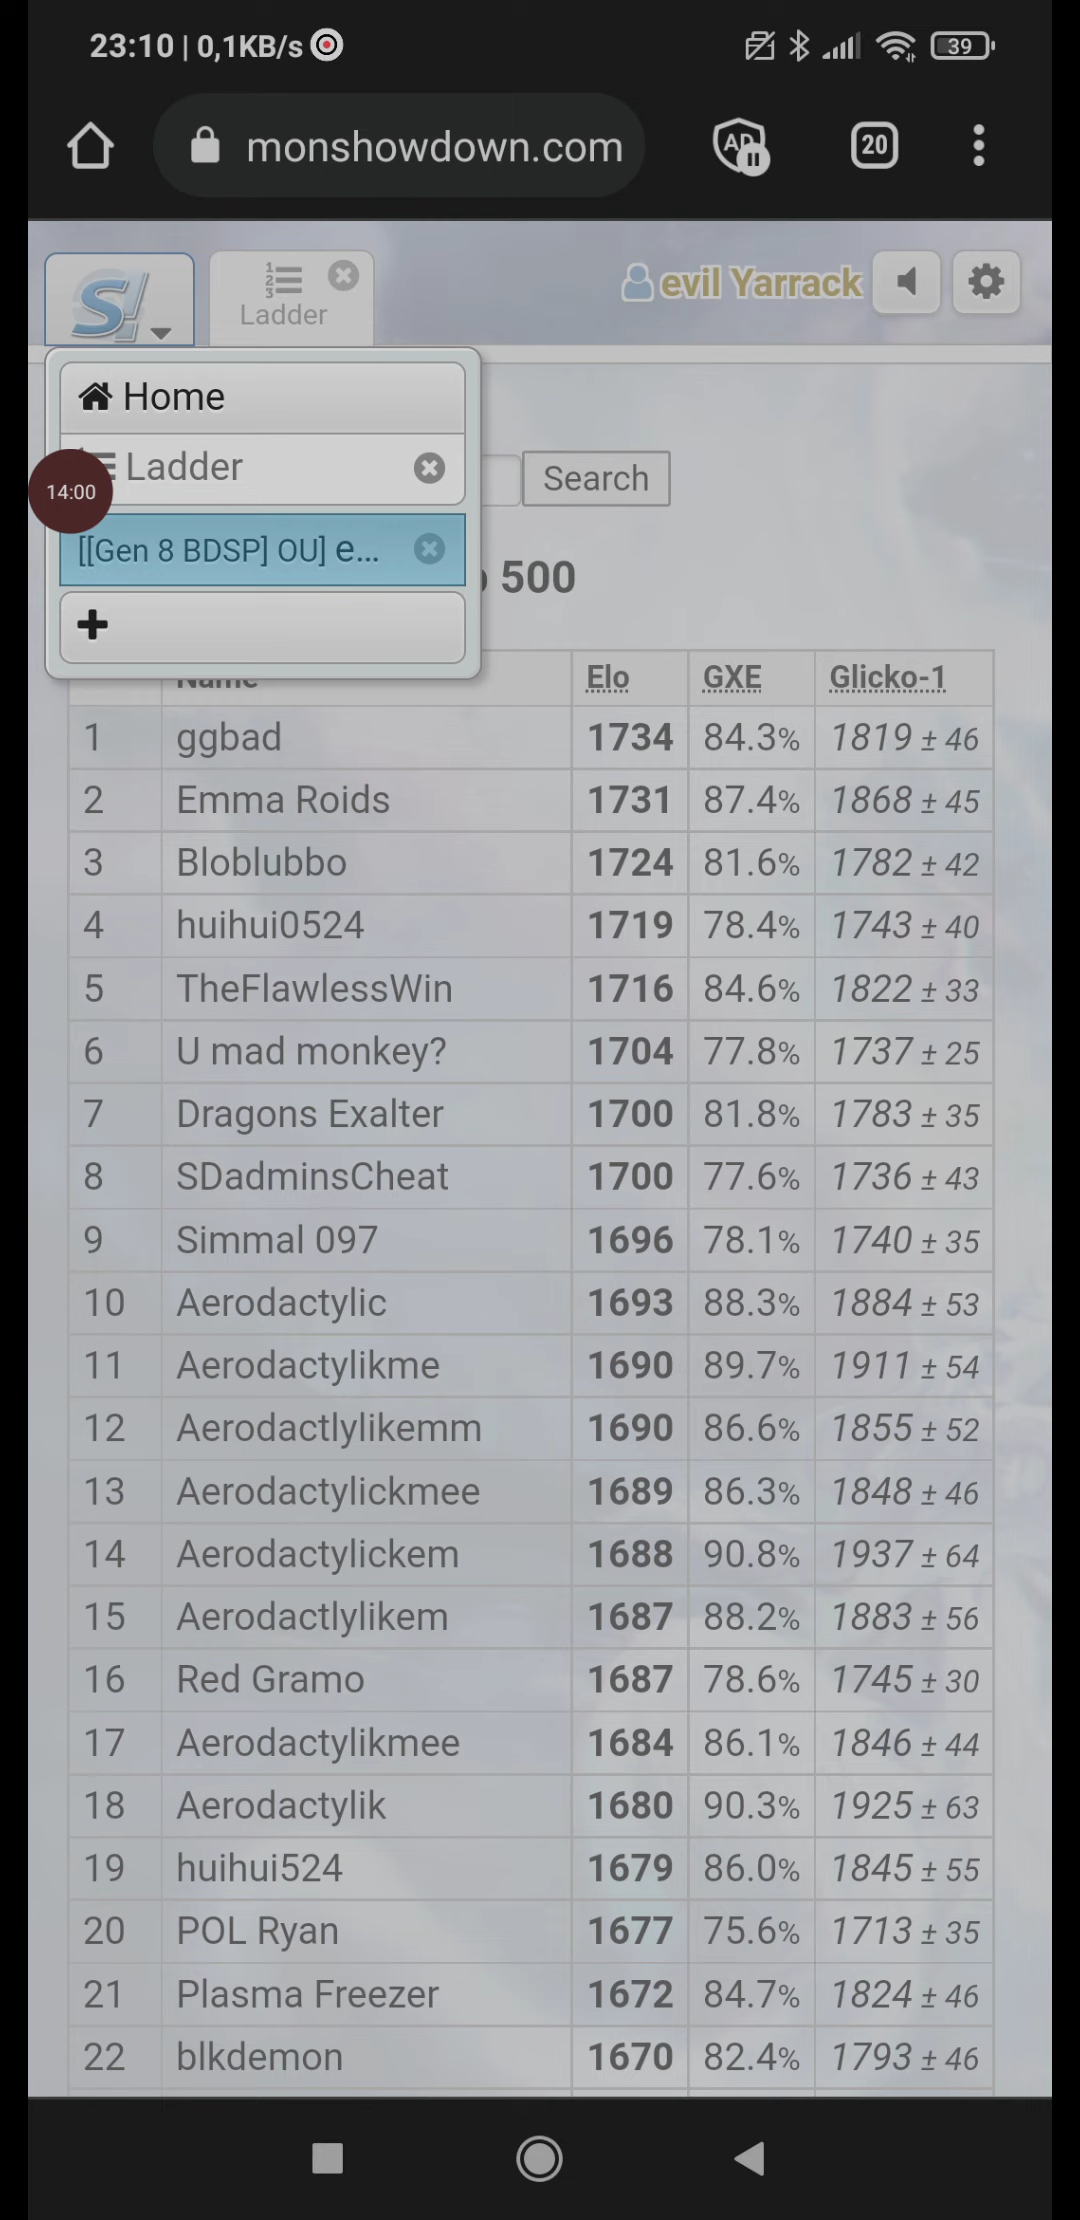 23:10 | 0,1KB/s 39
monshowdown.com AD 20
S!
1 2 3 Ladder
evil Yarrack
Home
Ladder
14:00
[[Gen 8 BDSP] OU] e...
Search
500
Name Elo GXE Glicko-1
1 ggbad 1734 84.3% 1819 ± 46
2 Emma Roids 1731 87.4% 1868 ± 45
3 Bloblubbo 1724 81.6% 1782 ± 42
4 huihui0524 1719 78.4% 1743 ± 40
5 TheFlawlessWin 1716 84.6% 1822 ± 33
6 U mad monkey? 1704 77.8% 1737 ± 25
7 Dragons Exalter 1700 81.8% 1783 ± 35
8 SDadminsCheat 1700 77.6% 1736 ± 43
9 Simmal 097 1696 78.1% 1740 ± 35
10 Aerodactylic 1693 88.3% 1884 ± 53
11 Aerodactylikme 1690 89.7% 1911 ± 54
12 Aerodactlylikemm 1690 86.6% 1855 ± 52
13 Aerodactylickmee 1689 86.3% 1848 ± 46
14 Aerodactylickem 1688 90.8% 1937 ± 64
15 Aerodactlylikem 1687 88.2% 1883 ± 56
16 Red Gramo 1687 78.6% 1745 ± 30
17 Aerodactylikmee 1684 86.1% 1846 ± 44
18 Aerodactylik 1680 90.3% 1925 ± 63
19 huihui524 1679 86.0% 1845 ± 55
20 POL Ryan 1677 75.6% 1713 ± 35
21 Plasma Freezer 1672 84.7% 1824 ± 46
22 blkdemon 1670 82.4% 1793 ± 46